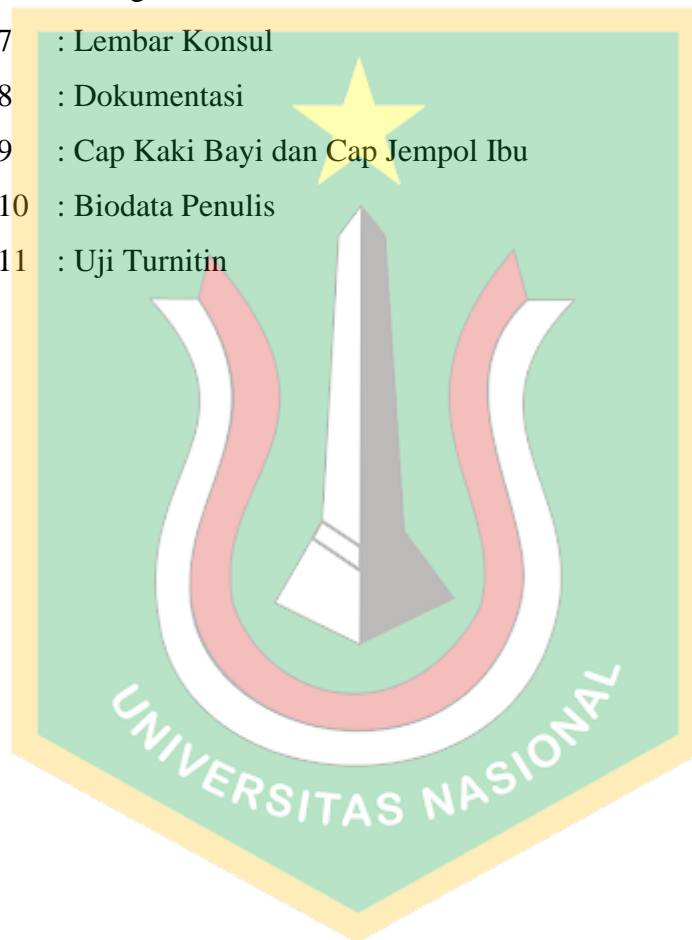 7 : Lembar Konsul
8 : Dokumentasi
9 : Cap Kaki Bayi dan Cap Jempol Ibu
10 : Biodata Penulis
11 : Uji Turnitin
UNIVERSITAS NASIONAL